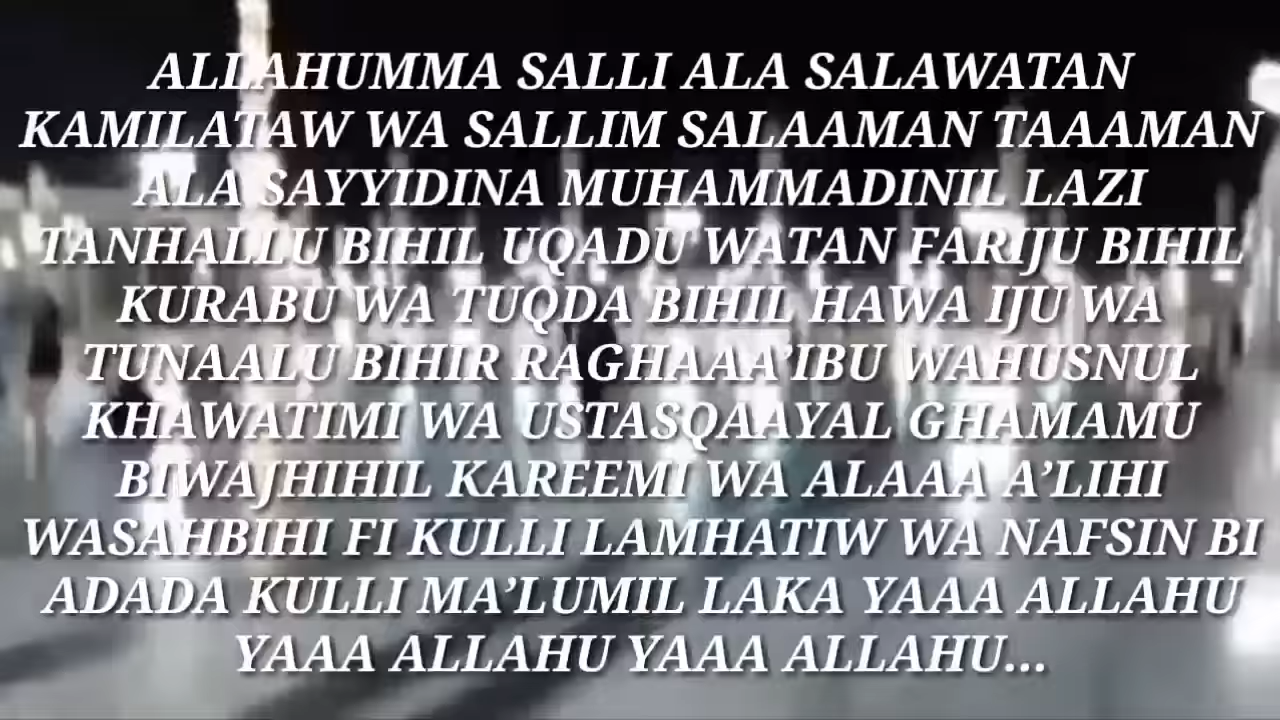 ALLAHUMMA SALLI ALA SALAWATAN
KAMILATAW WA SALLIM SALAAMAN TAAAMAN
ALA SAYYIDINA MUHAMMADINIL LAZI
TANHALLU BIHIL UQADU WATAN FARIJU BIHIL
KURABU WA TUQDA BIHIL HAWA IJU WA
TUNAALU BIHIR RAGHAAA'IBU WAHUSNUL
KHAWATIMI WA USTASQAAYAL GHAMAMU
BIWAJHIHIL KAREEMI WA ALAAA A'LIHI
WASAHBIHI FI KULLI LAMHATIW WA NAFSIN BI
ADADA KULLI MA'LUMIL LAKA YAAA ALLAHU
YAAA ALLAHU YAAA ALLAHU...